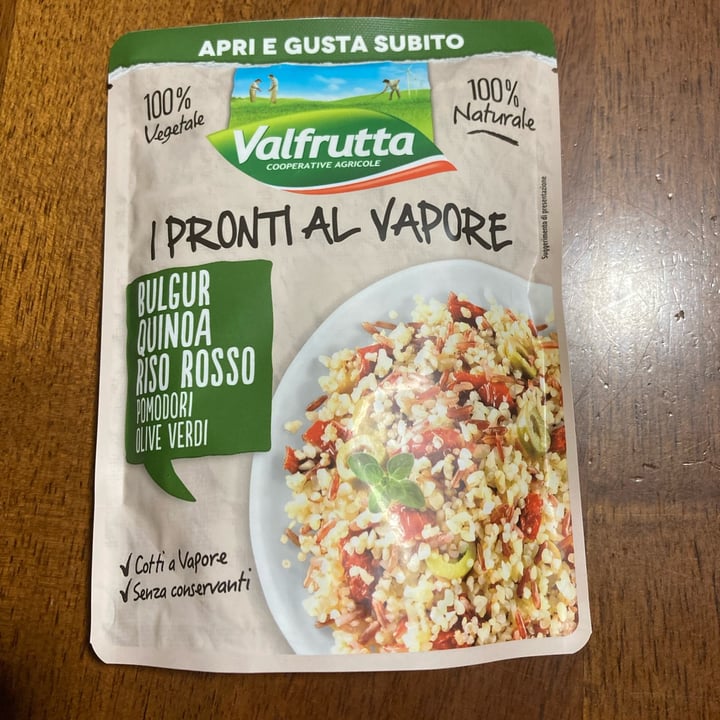 APRI E GUSTA SUBITO
100%
Vegetale
100%
Naturale
Valfrutta
COOPERATIVE AGRICOLE
I PRONTI AL VAPORE
Suggerimento di presentazione
BULGUR
QUINOA
RISO ROSSO
POMODORI
OLIVE VERDI
√ Cotti a Vapore
√ Senza conservanti